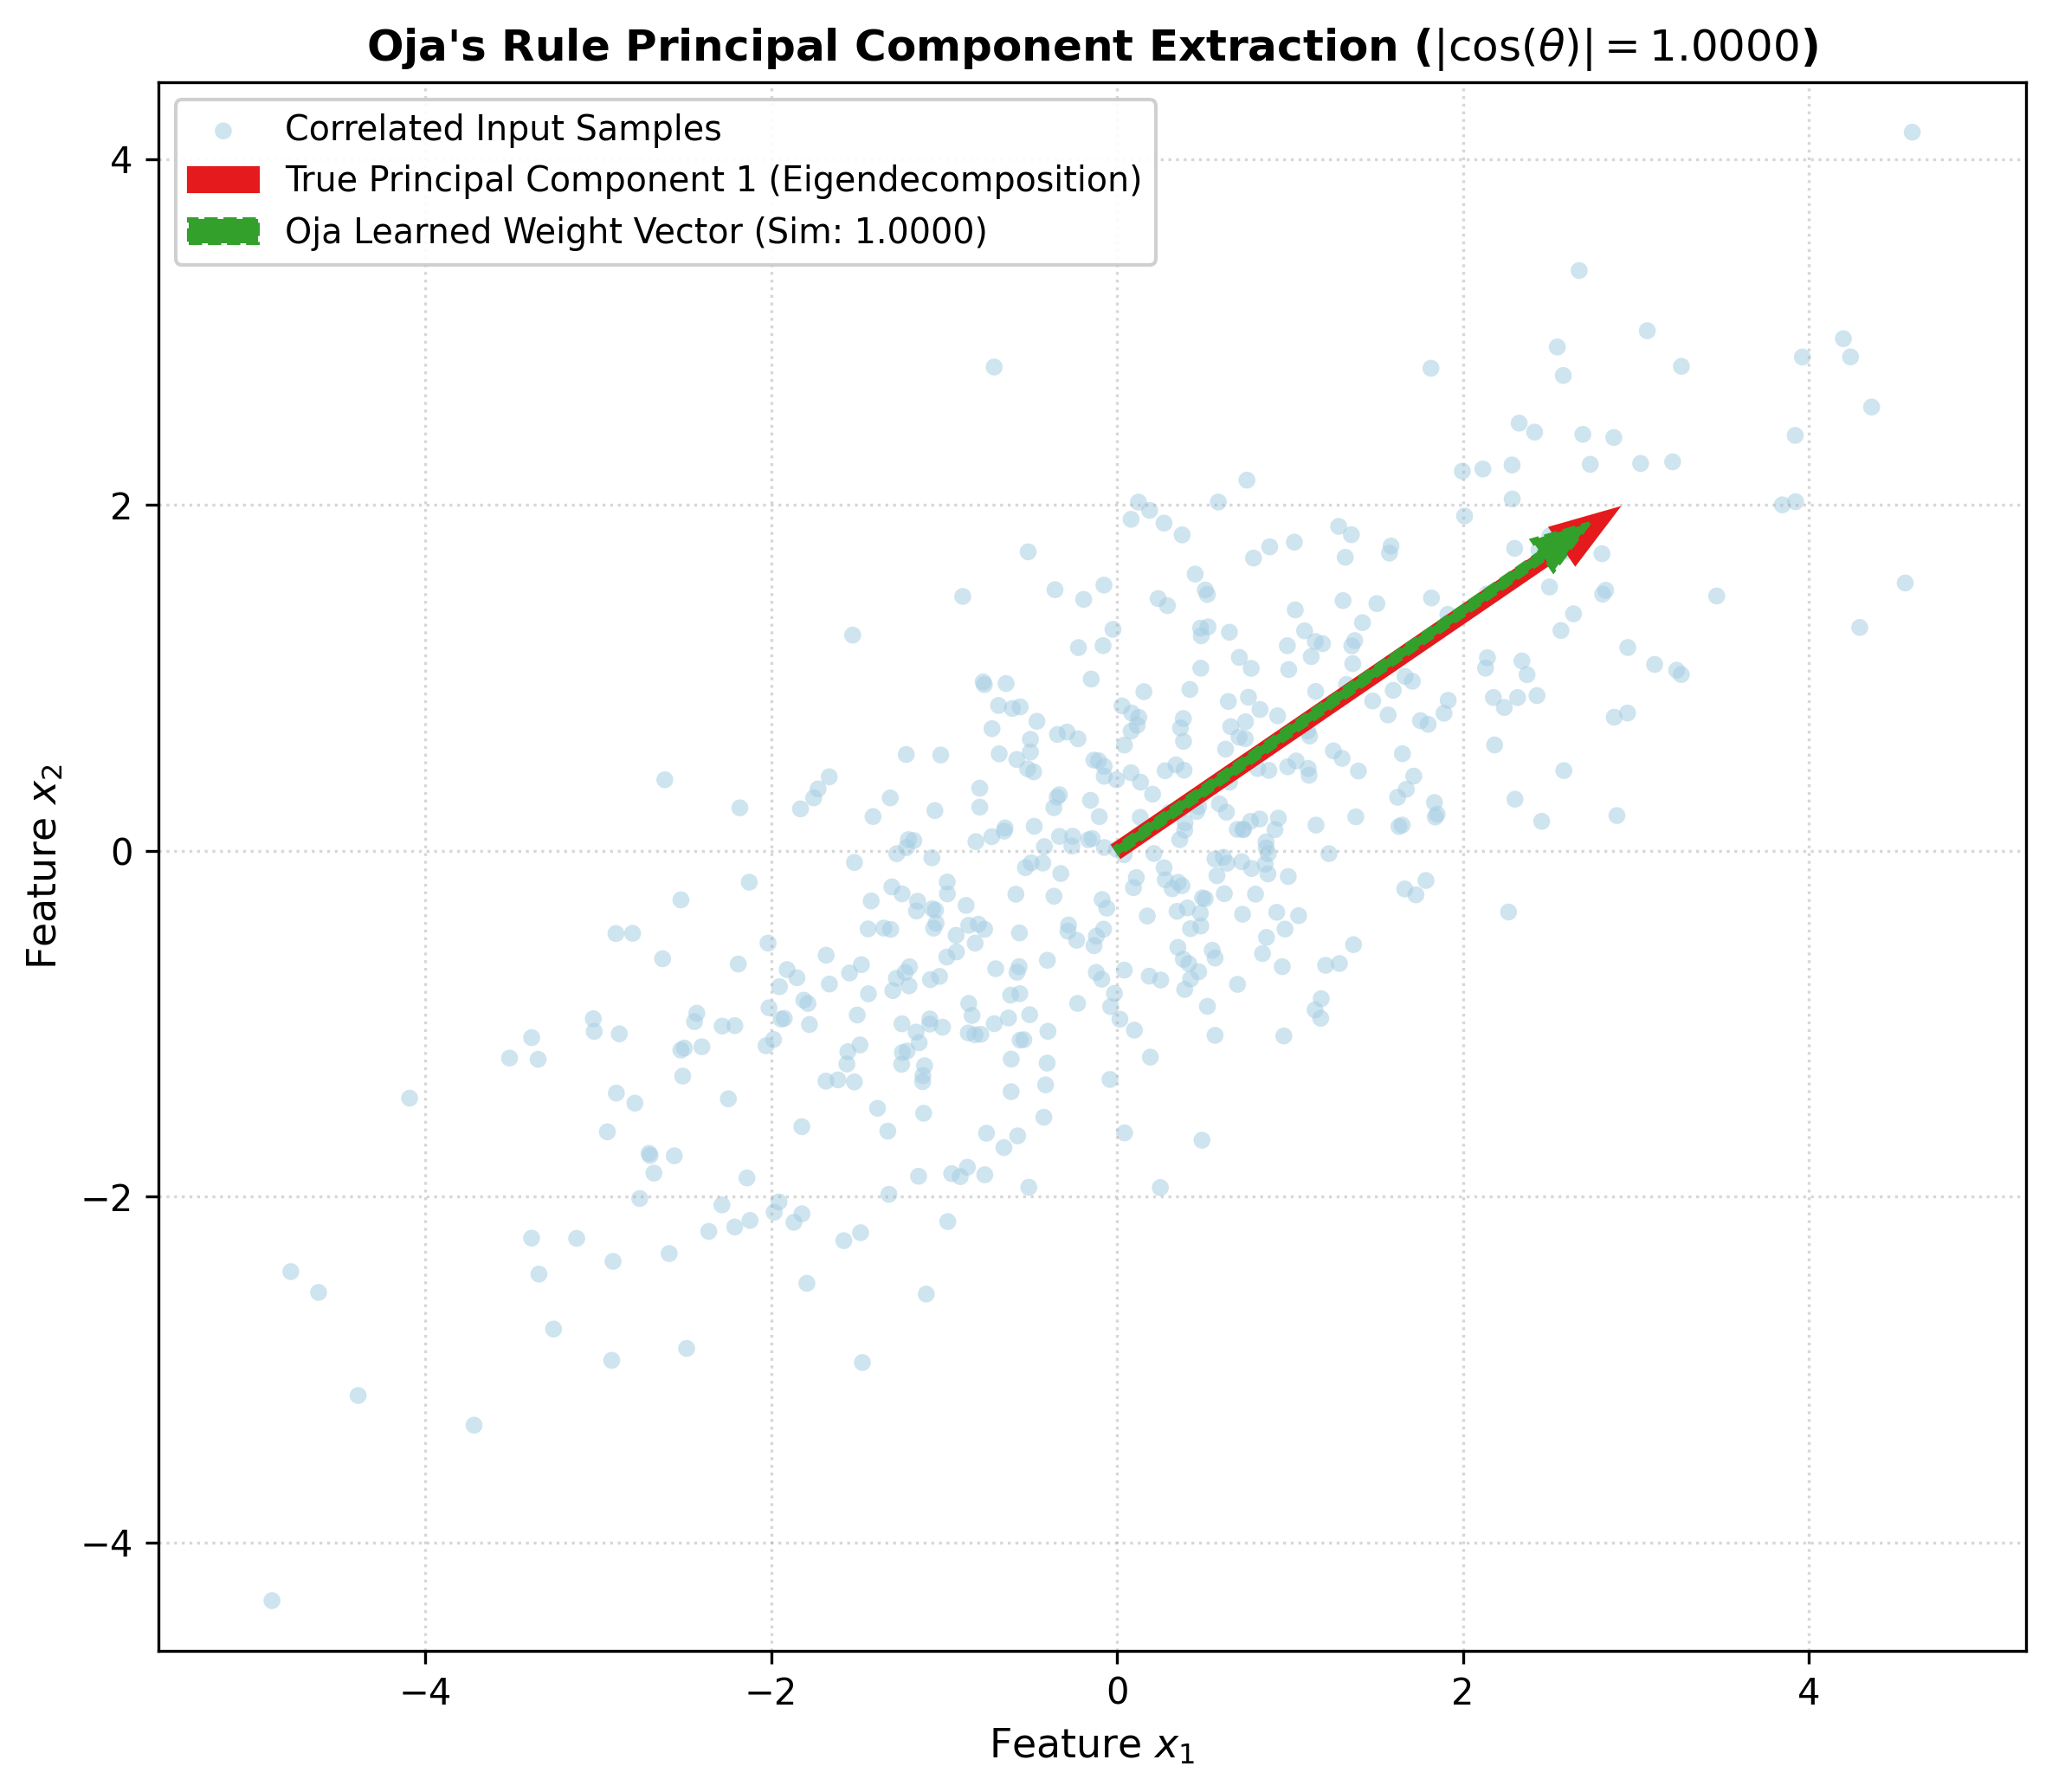 Oja's Rule Principal Component Extraction (|cos(θ)| = 1.0000)
Correlated Input Samples
True Principal Component 1 (Eigendecomposition)
Oja Learned Weight Vector (Sim: 1.0000)
4
2
0
−2
−4
Feature x₂
−4
−2
0
2
4
Feature x₁